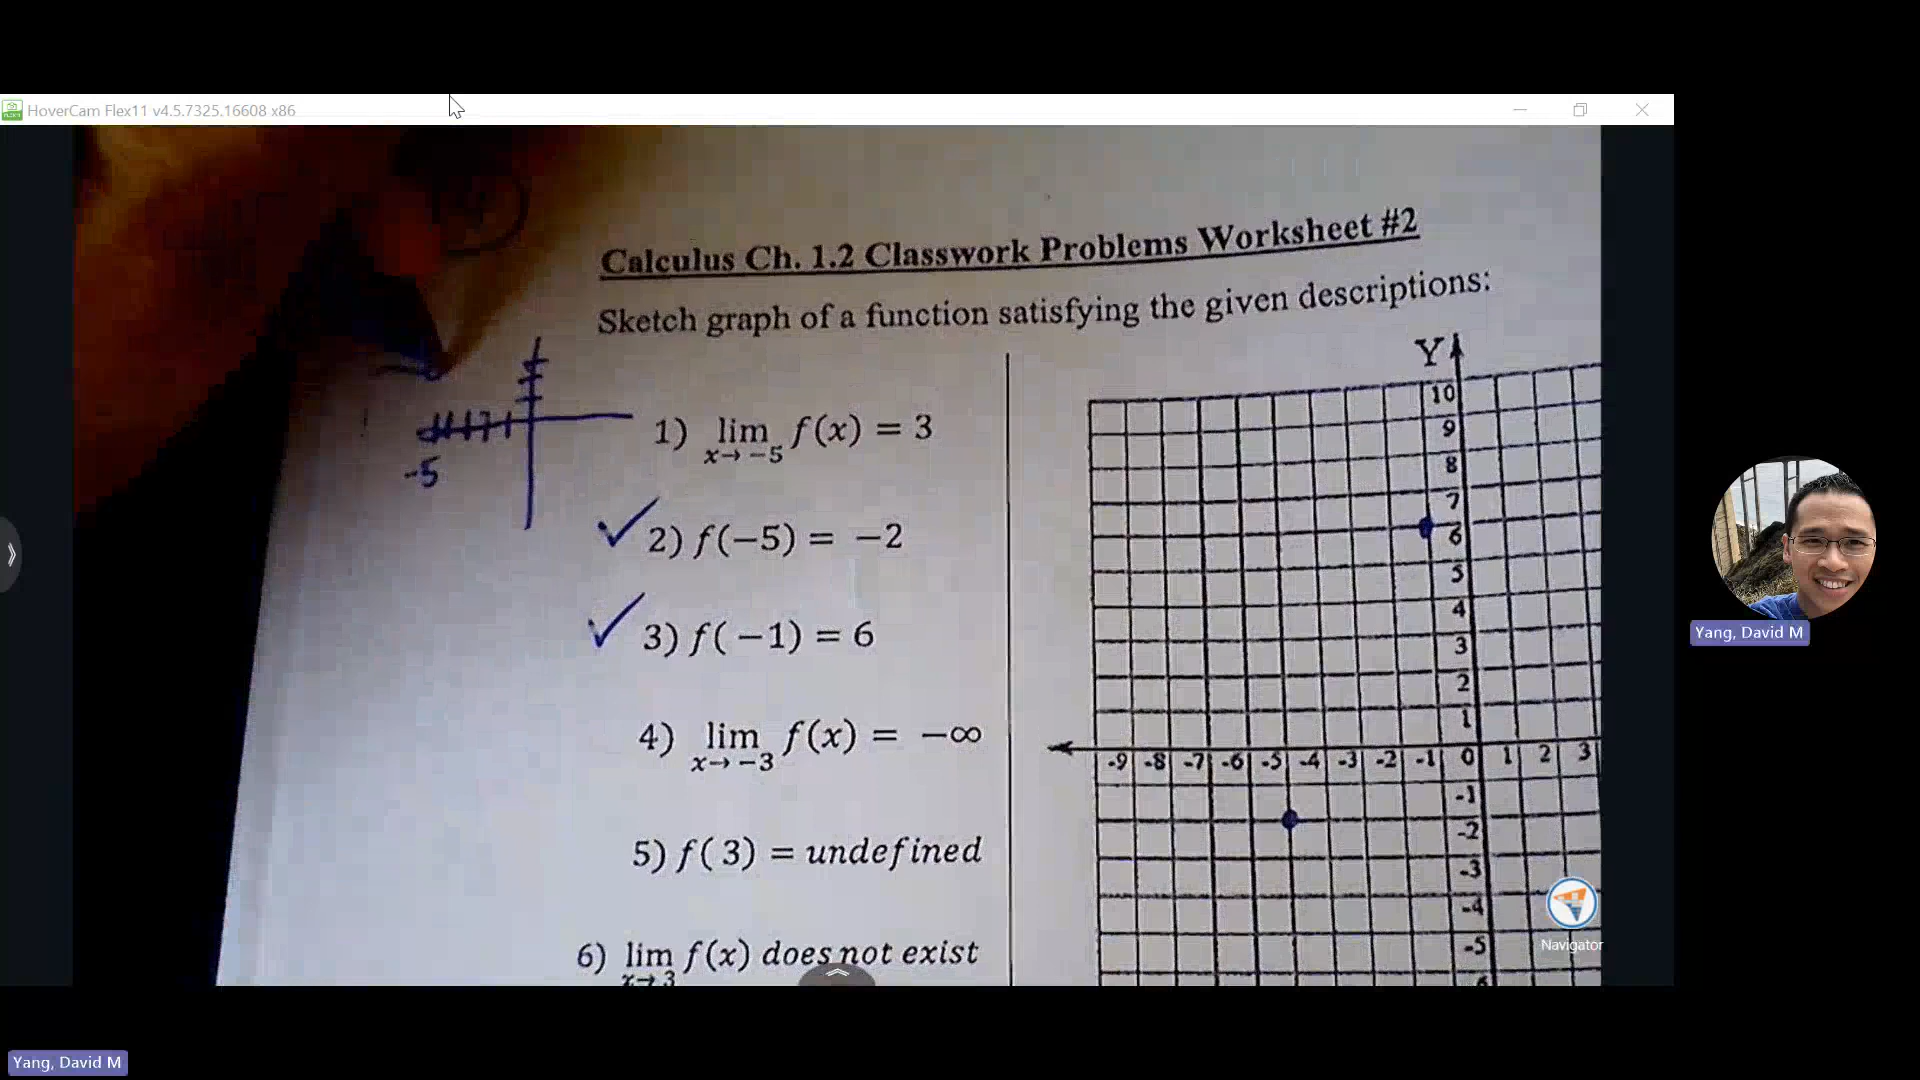 HoverCam Flex11 v4.5.7325.16608 x86
Calculus Ch. 1.2 Classwork Problems Worksheet #2
Sketch graph of a function satisfying the given descriptions:
-5
1) lim f(x) = 3
x→ -5
2) f(-5) = -2
3) f(-1) = 6
4) lim f(x) = -∞
x→ -3
5) f(3) = undefined
6) lim f(x) does not exist
x→3
Y
10
9
8
7
6
5
4
3
2
1
-9 -8 -7 -6 -5 -4 -3 -2 -1 0 1 2 3
-1
-2
-3
-4
-5
Navigator
Yang, David M
Yang, David M